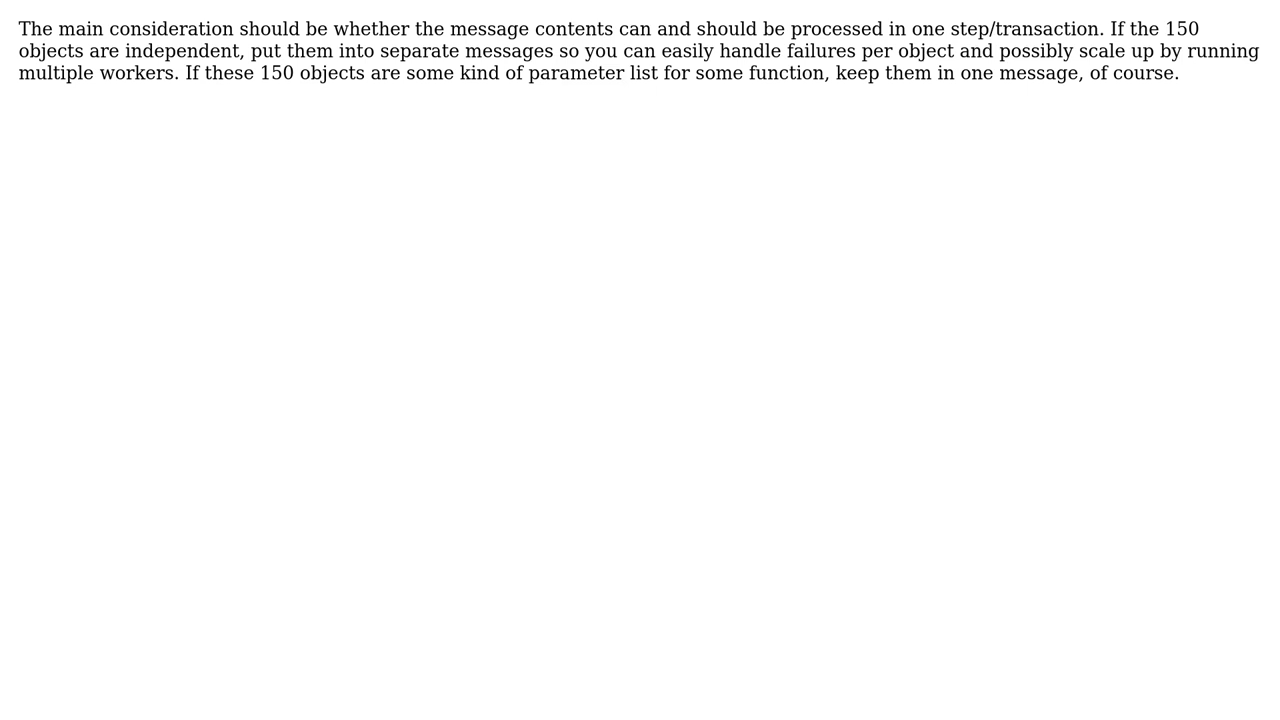 The main consideration should be whether the message contents can and should be processed in one step/transaction. If the 150
objects are independent, put them into separate messages so you can easily handle failures per object and possibly scale up by running
multiple workers. If these 150 objects are some kind of parameter list for some function, keep them in one message, of course.